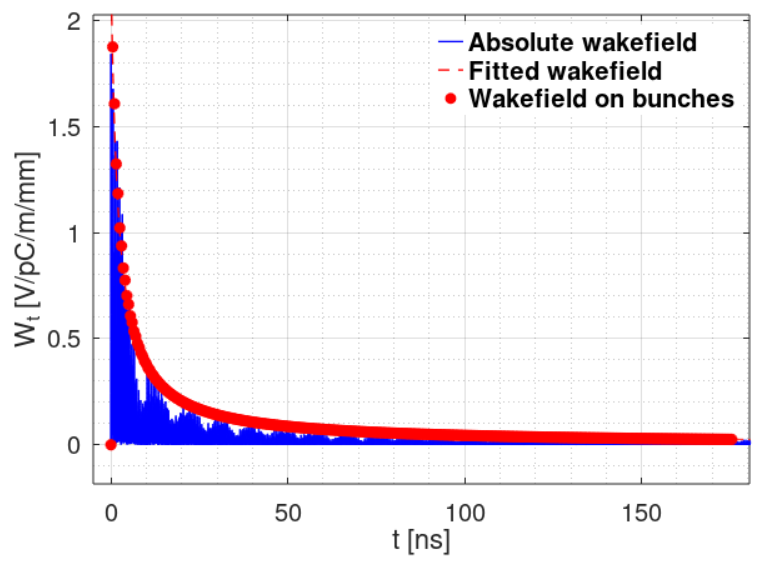 2
1.5
1
0.5
0
0
50
100
150
W_t [V/pC/m/mm]
t [ns]
Absolute wakefield
Fitted wakefield
Wakefield on bunches